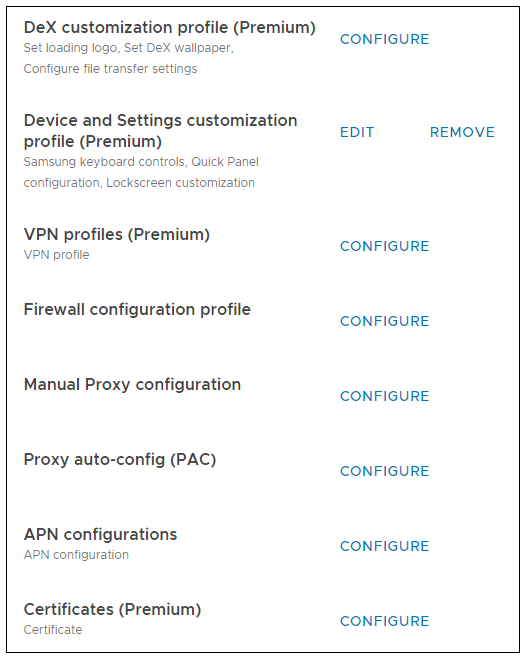 DeX customization profile (Premium)
CONFIGURE
Set loading logo, Set DeX wallpaper,
Configure file transfer settings
Device and Settings customization
profile (Premium)
EDIT REMOVE
Samsung keyboard controls, Quick Panel
configuration, Lockscreen customization
VPN profiles (Premium)
CONFIGURE
VPN profile
Firewall configuration profile
CONFIGURE
Manual Proxy configuration
CONFIGURE
Proxy auto-config (PAC)
CONFIGURE
APN configurations
CONFIGURE
APN configuration
Certificates (Premium)
CONFIGURE
Certificate